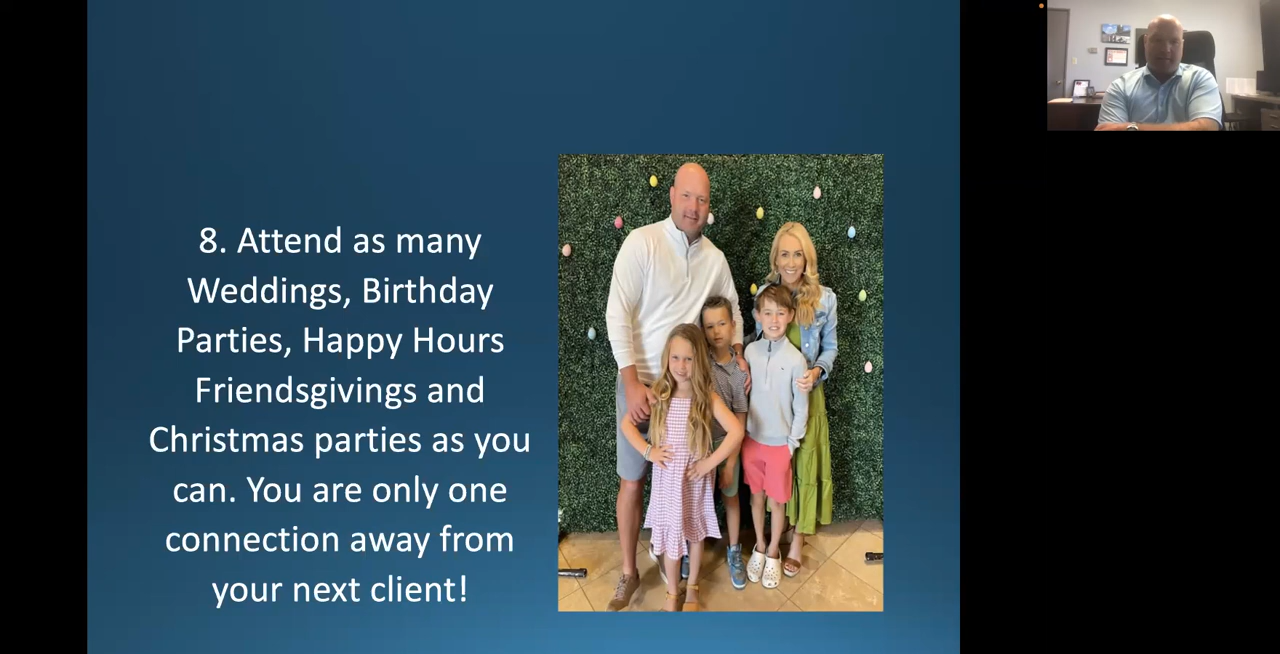 8. Attend as many
Weddings, Birthday
Parties, Happy Hours
Friendsgivings and
Christmas parties as you
can. You are only one
connection away from
your next client!